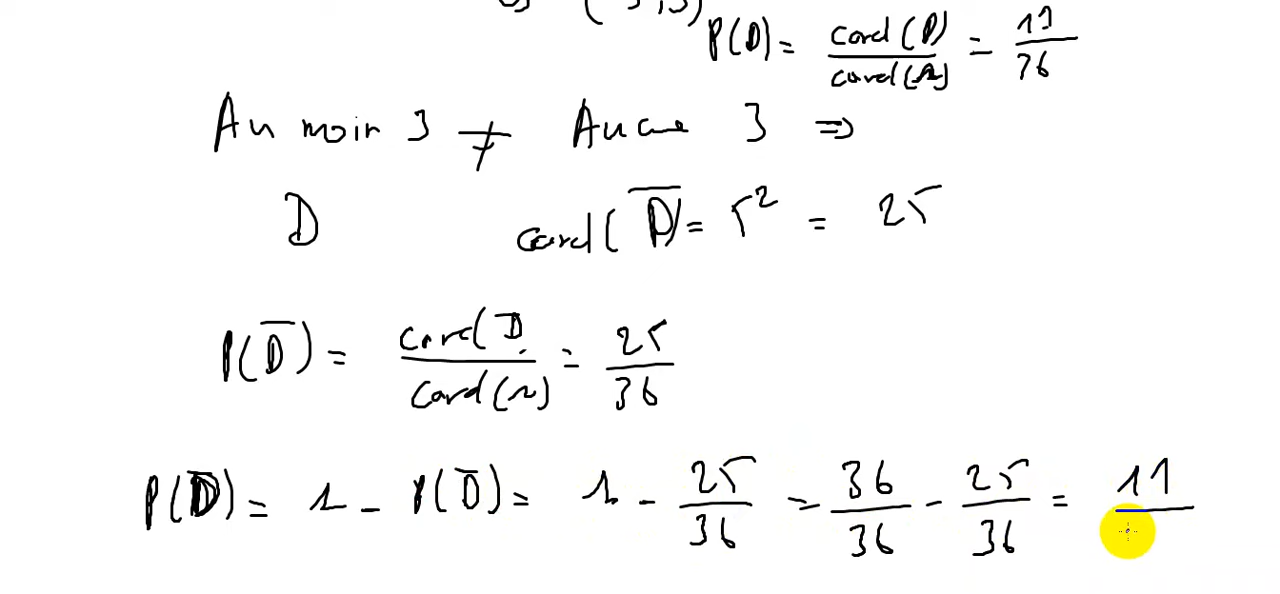 P(D) = card(D) / card(Ω) = 11 / 36
Au moin 3 ≠ Aucue 3 ⇒
D card(D̅) = 5² = 25
P(D̅) = card(D̅ / card(Ω) = 25 / 36
P(D) = 1 - P(D̅) = 1 - 25 / 36 = 36 / 36 - 25 / 36 = 11